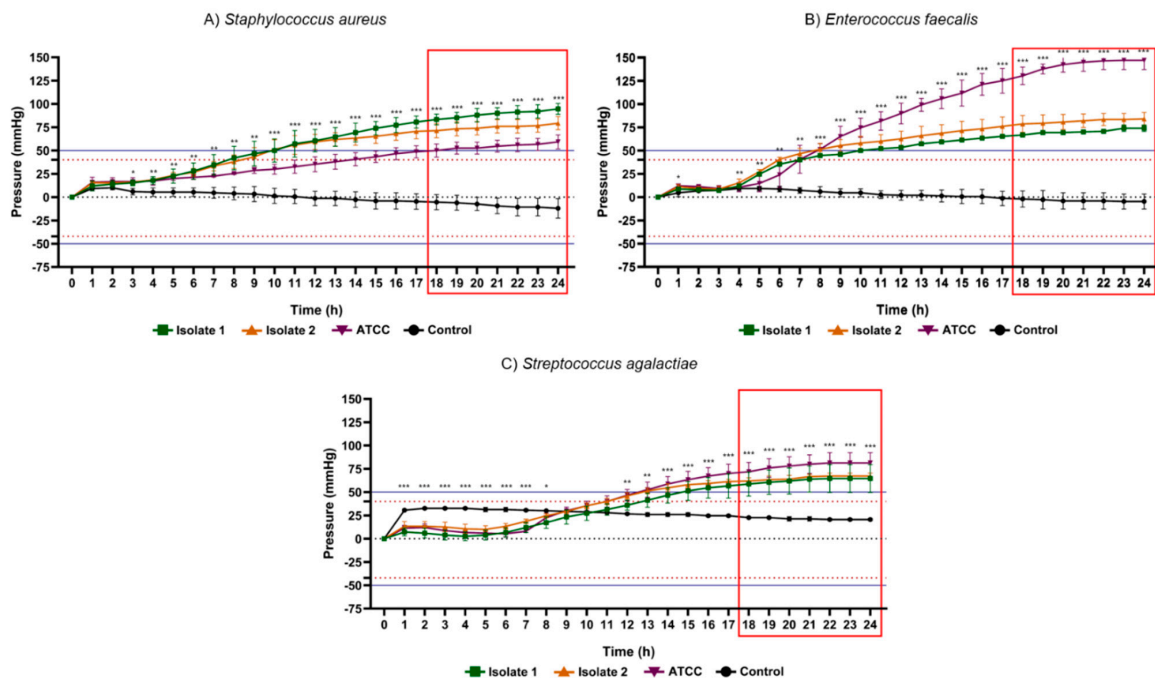 A) Staphylococcus aureus
Pressure (mmHg)
150
125
100
75
50
25
0
-25
-50
-75
* ** ** ** ** ** ** *** *** *** *** *** *** *** *** *** *** *** *** *** *** ***
0 1 2 3 4 5 6 7 8 9 10 11 12 13 14 15 16 17 18 19 20 21 22 23 24
Time (h)
Isolate 1 Isolate 2 ATCC Control
B) Enterococcus faecalis
Pressure (mmHg)
150
125
100
75
50
25
0
-25
-50
-75
* ** ** ** ** *** *** *** *** *** *** *** *** *** *** *** *** *** *** *** *** ***
0 1 2 3 4 5 6 7 8 9 10 11 12 13 14 15 16 17 18 19 20 21 22 23 24
Time (h)
Isolate 1 Isolate 2 ATCC Control
C) Streptococcus agalactiae
Pressure (mmHg)
150
125
100
75
50
25
0
-25
-50
-75
*** *** *** *** *** *** *** * ** ** *** *** *** *** *** *** *** *** *** *** ***
0 1 2 3 4 5 6 7 8 9 10 11 12 13 14 15 16 17 18 19 20 21 22 23 24
Time (h)
Isolate 1 Isolate 2 ATCC Control